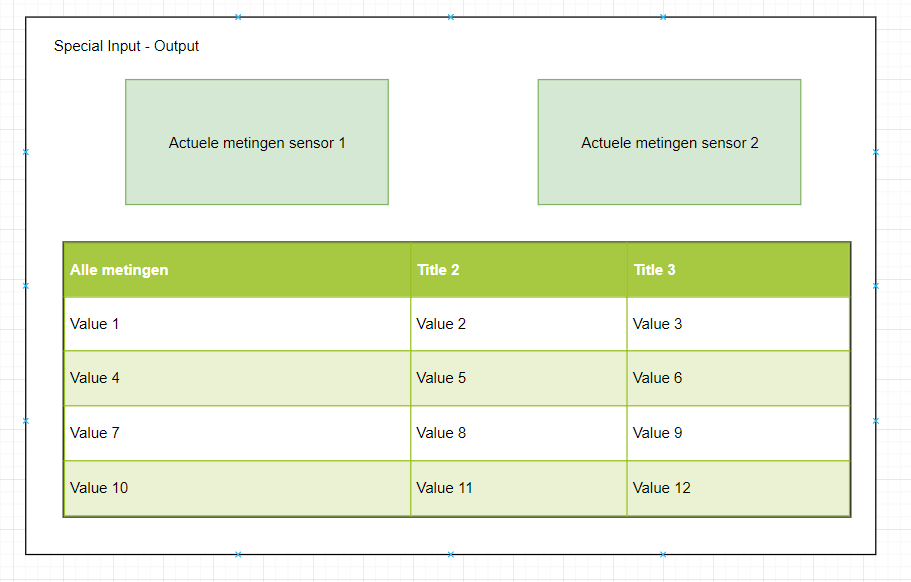 Special Input - Output
Actuele metingen sensor 1
Actuele metingen sensor 2
Alle metingen Title 2 Title 3
Value 1 Value 2 Value 3
Value 4 Value 5 Value 6
Value 7 Value 8 Value 9
Value 10 Value 11 Value 12